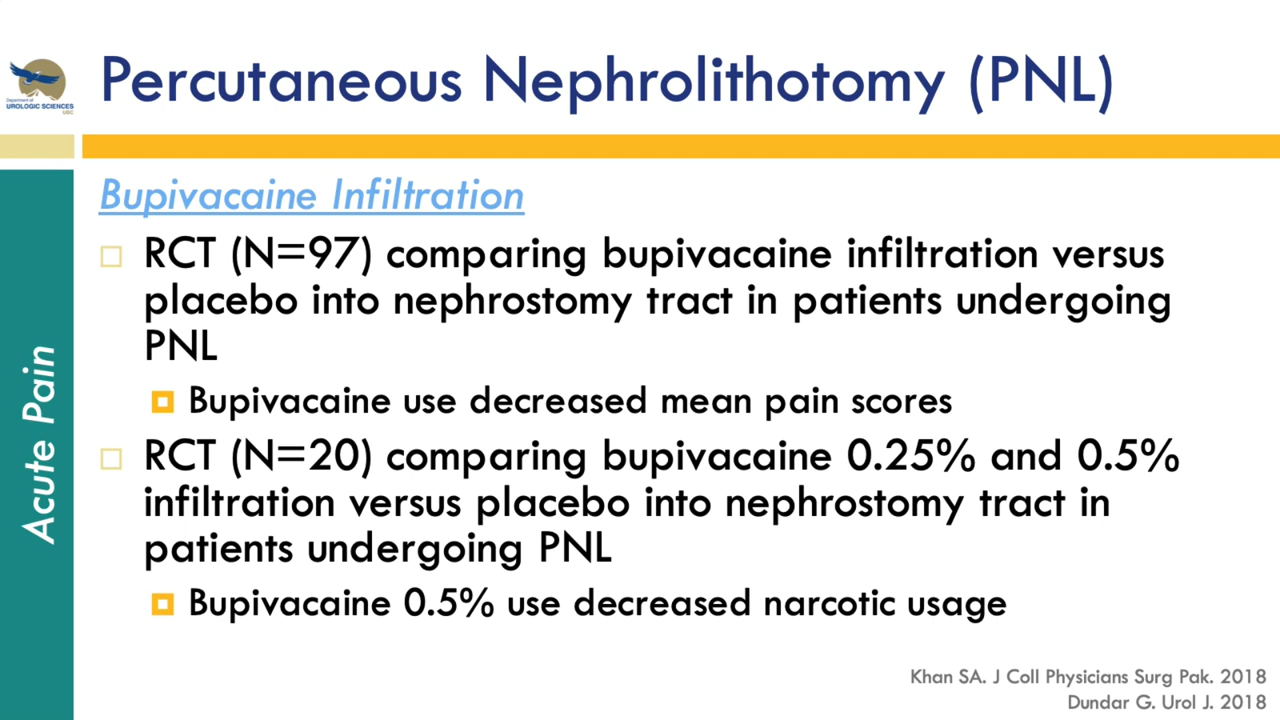 Department of
UROLOGIC SCIENCES
UBC
Percutaneous Nephrolithotomy (PNL)
Acute Pain
Bupivacaine Infiltration
RCT (N=97) comparing bupivacaine infiltration versus
placebo into nephrostomy tract in patients undergoing
PNL
Bupivacaine use decreased mean pain scores
RCT (N=20) comparing bupivacaine 0.25% and 0.5%
infiltration versus placebo into nephrostomy tract in
patients undergoing PNL
Bupivacaine 0.5% use decreased narcotic usage
Khan SA. J Coll Physicians Surg Pak. 2018
Dundar G. Urol J. 2018